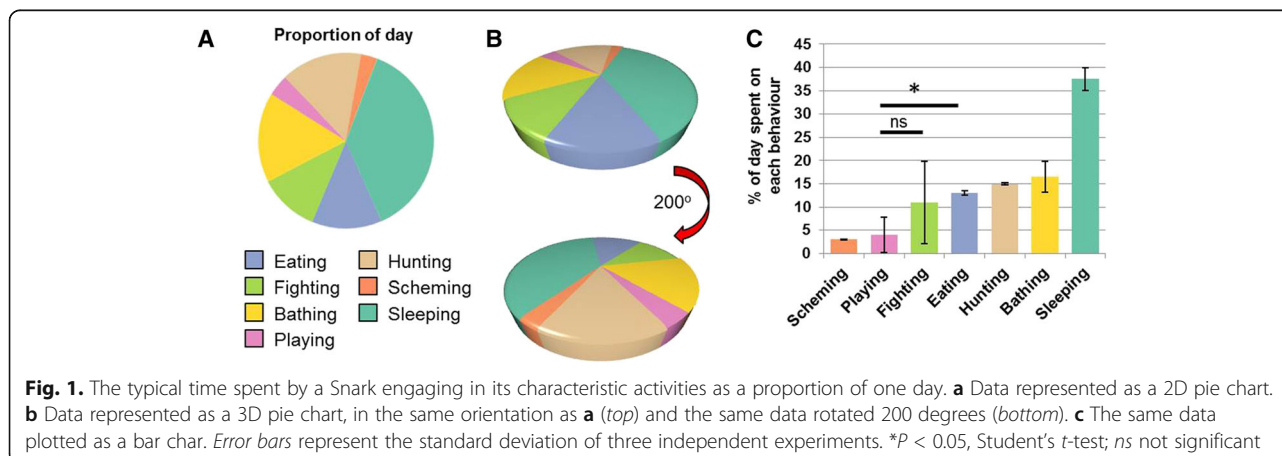 A
Proportion of day
Eating
Fighting
Bathing
Playing
Hunting
Scheming
Sleeping
B
200o
C
% of day spent on
each behaviour
45
40
35
30
25
20
15
10
5
0
*
ns
Scheming
Playing
Fighting
Eating
Hunting
Bathing
Sleeping
Fig. 1. The typical time spent by a Snark engaging in its characteristic activities as a proportion of one day. a Data represented as a 2D pie chart.
b Data represented as a 3D pie chart, in the same orientation as a (top) and the same data rotated 200 degrees (bottom). c The same data
plotted as a bar char. Error bars represent the standard deviation of three independent experiments. *P < 0.05, Student's t-test; ns not significant